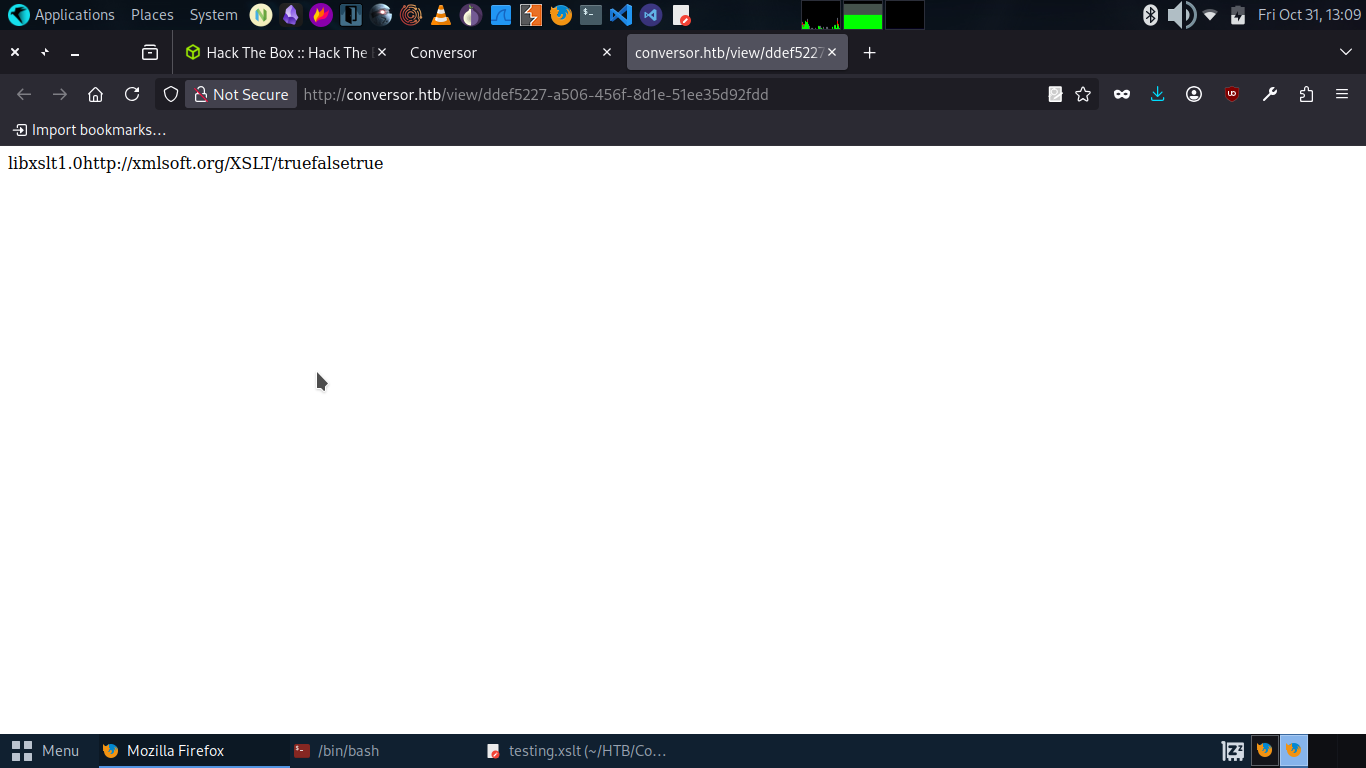 Applications Places System Fri Oct 31, 13:09
Hack The Box :: Hack The Conversor conversor.htb/view/ddef5227
Not Secure http://conversor.htb/view/ddef5227-a506-456f-8d1e-51ee35d92fdd
Import bookmarks…
libxslt1.0http://xmlsoft.org/XSLT/truefalsetrue
Menu Mozilla Firefox /bin/bash testing.xslt (~/HTB/Co…